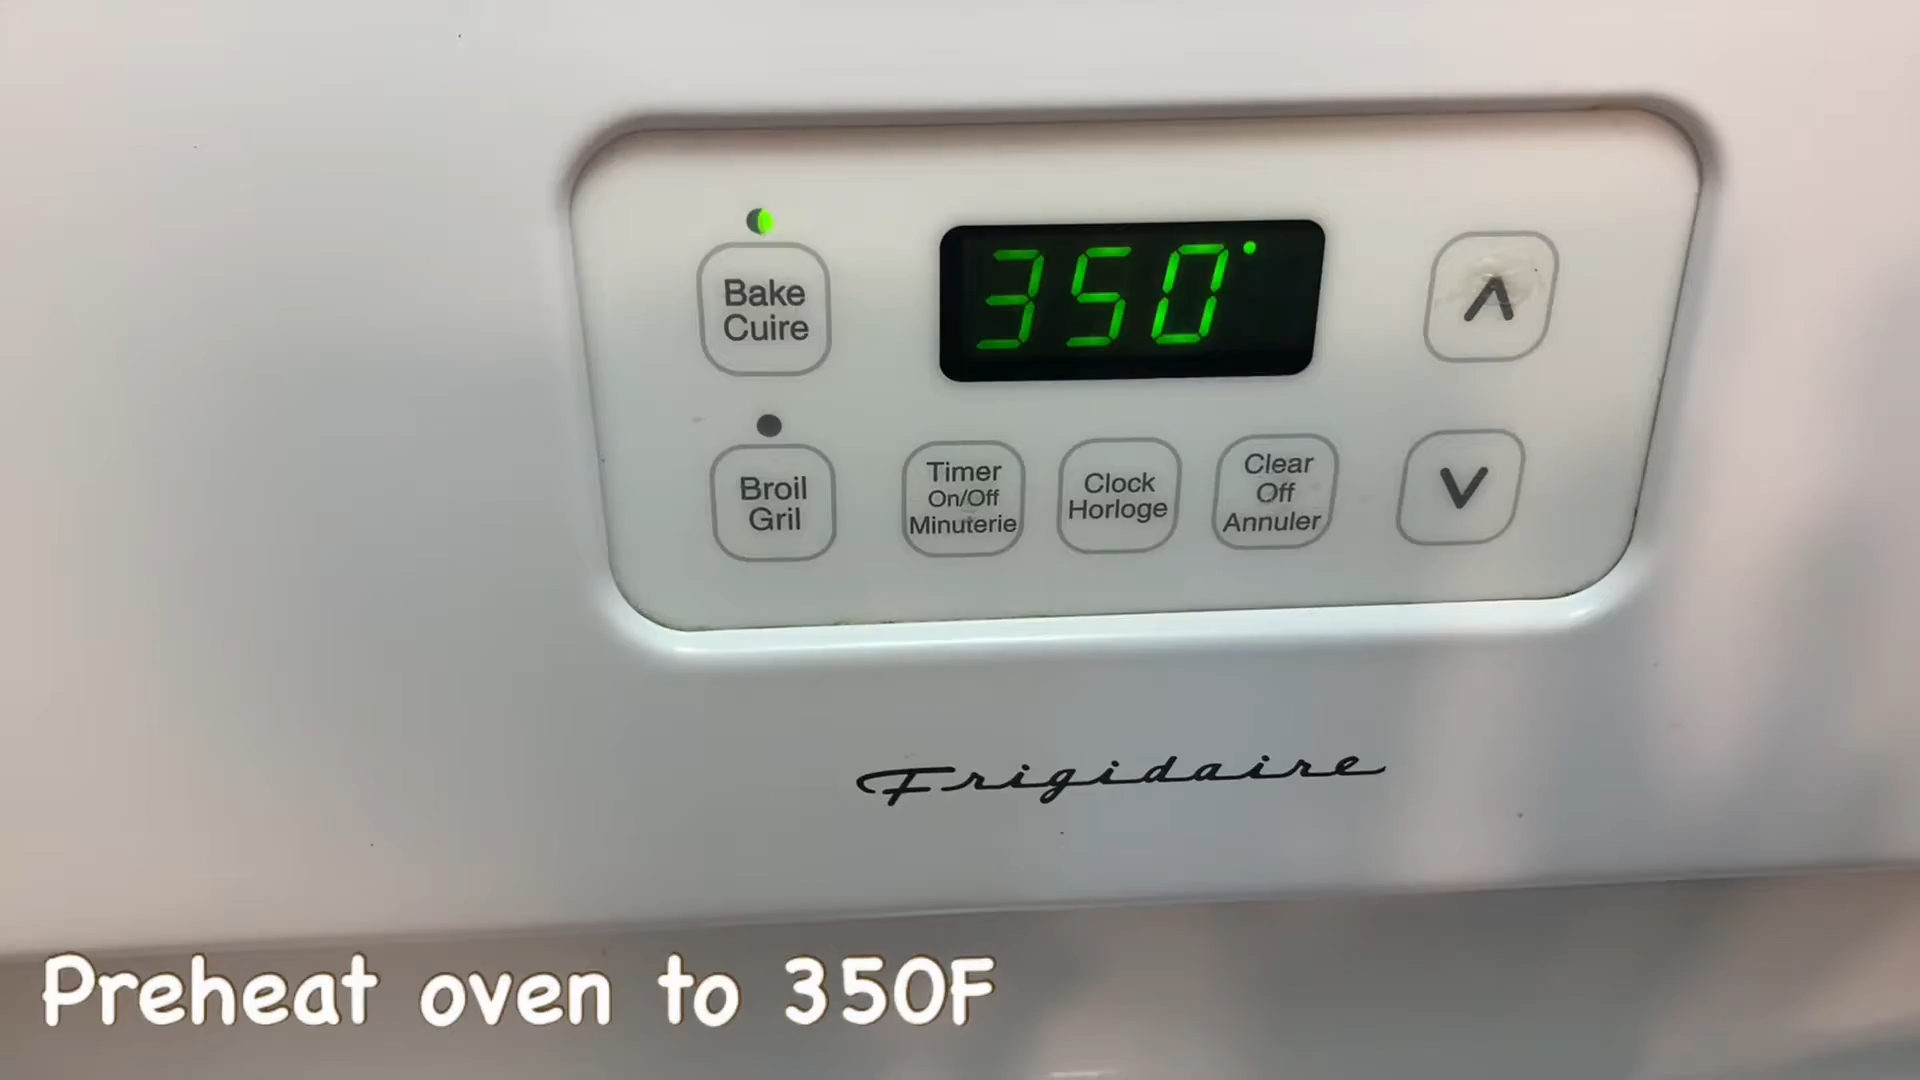 350°
Bake
Cuire
Broil
Gril
Timer
On/Off
Minuterie
Clock
Horloge
Clear
Off
Annuler
Frigidaire
Preheat oven to 350F